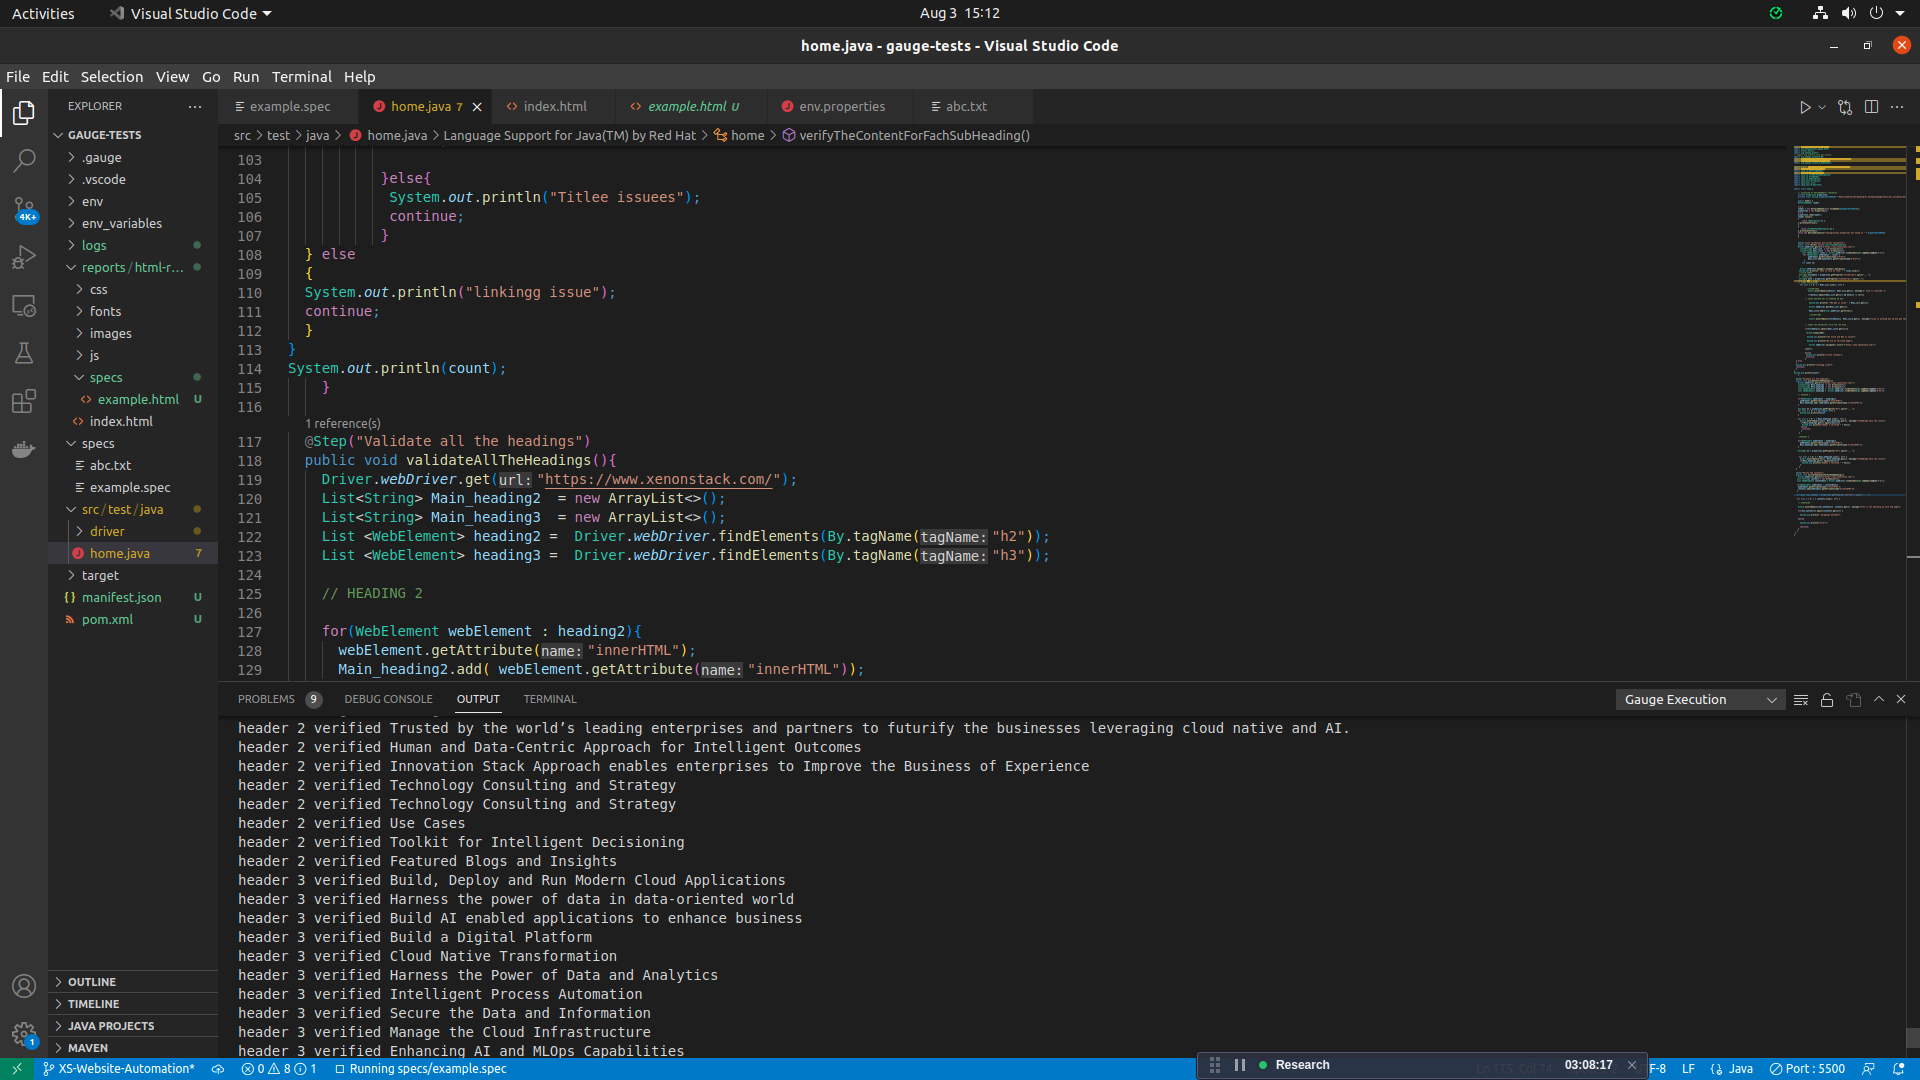 Activities
Visual Studio Code
Aug 3 15:12
home.java - gauge-tests - Visual Studio Code
File Edit Selection View Go Run Terminal Help
EXPLORER
GAUGE-TESTS
.gauge
.vscode
env
env_variables
logs
reports / html-r...
css
fonts
images
js
specs
example.html U
index.html
specs
abc.txt
example.spec
src / test / java
driver
home.java 7
target
manifest.json U
pom.xml U
OUTLINE
TIMELINE
JAVA PROJECTS
MAVEN
4K+
1
example.spec
home.java 7
index.html
example.html U
env.properties
abc.txt
src > test > java > home.java > Language Support for Java(TM) by Red Hat > home > verifyTheContentForFachSubHeading()
103
104 }else{
105 System.out.println("Titlee issuees");
106 continue;
107 }
108 } else
109 {
110 System.out.println("linkingg issue");
111 continue;
112 }
113 }
114 System.out.println(count);
115 }
116
1 reference(s)
117 @Step("Validate all the headings")
118 public void validateAllTheHeadings(){
119 Driver.webDriver.get(url: "https://www.xenonstack.com/");
120 List<String> Main_heading2  = new ArrayList<>();
121 List<String> Main_heading3  = new ArrayList<>();
122 List <WebElement> heading2 =  Driver.webDriver.findElements(By.tagName(tagName: "h2"));
123 List <WebElement> heading3 =  Driver.webDriver.findElements(By.tagName(tagName: "h3"));
124
125 // HEADING 2
126
127 for(WebElement webElement : heading2){
128 webElement.getAttribute(name: "innerHTML");
129 Main_heading2.add( webElement.getAttribute(name: "innerHTML"));
PROBLEMS 9 DEBUG CONSOLE OUTPUT TERMINAL
Gauge Execution
header 2 verified Trusted by the world’s leading enterprises and partners to futurify the businesses leveraging cloud native and AI.
header 2 verified Human and Data-Centric Approach for Intelligent Outcomes
header 2 verified Innovation Stack Approach enables enterprises to Improve the Business of Experience
header 2 verified Technology Consulting and Strategy
header 2 verified Technology Consulting and Strategy
header 2 verified Use Cases
header 2 verified Toolkit for Intelligent Decisioning
header 2 verified Featured Blogs and Insights
header 3 verified Build, Deploy and Run Modern Cloud Applications
header 3 verified Harness the power of data in data-oriented world
header 3 verified Build AI enabled applications to enhance business
header 3 verified Build a Digital Platform
header 3 verified Cloud Native Transformation
header 3 verified Harness the Power of Data and Analytics
header 3 verified Intelligent Process Automation
header 3 verified Secure the Data and Information
header 3 verified Manage the Cloud Infrastructure
header 3 verified Enhancing AI and MLOps Capabilities
XS-Website-Automation* 0 8 1 Running specs/example.spec
Research 03:08:17
F-8 LF Java Port : 5500